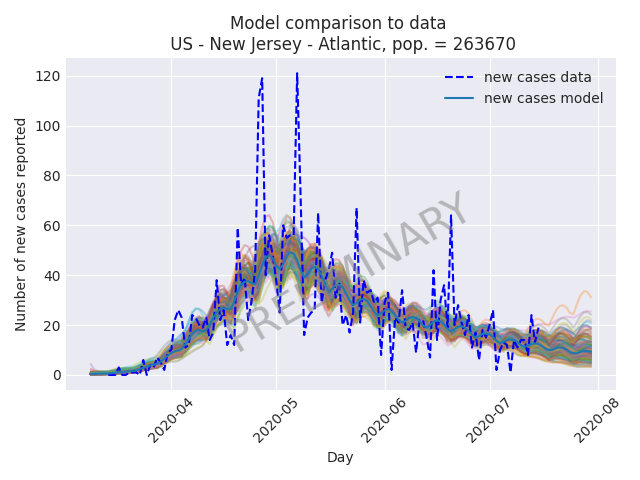 Model comparison to data
US - New Jersey - Atlantic, pop. = 263670
new cases data
new cases model
Number of new cases reported
120
100
80
60
40
20
0
PRELIMINARY
2020-04
2020-05
2020-06
2020-07
2020-08
Day